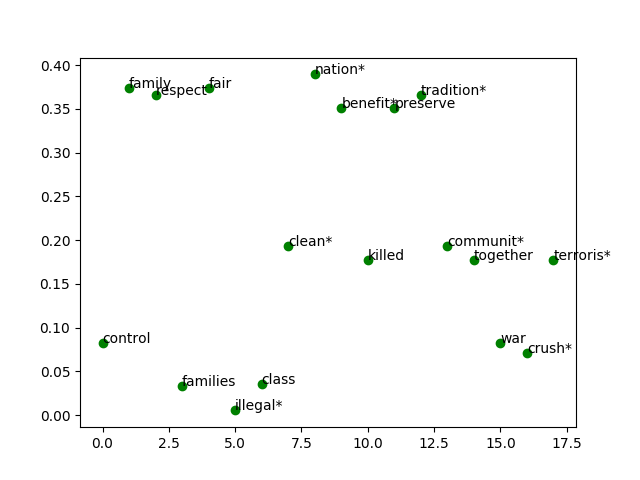 0.40
nation*
family
fair
respect
tradition*
0.35
benefit*
preserve
0.30
0.25
0.20
clean*
communit*
killed
together
terroris*
0.15
0.10
control
war
crush*
0.05
families
class
illegal*
0.00
0.0 2.5 5.0 7.5 10.0 12.5 15.0 17.5